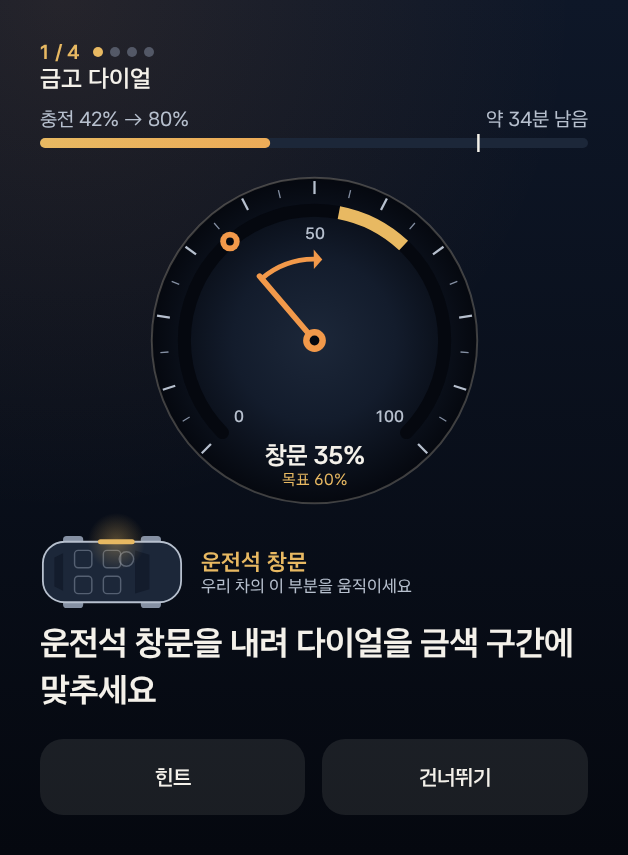 1 / 4
금고 다이얼
충전 42% → 80%
약 34분 남음
50
0
100
창문 35%
목표 60%
운전석 창문
우리 차의 이 부분을 움직이세요
운전석 창문을 내려 다이얼을 금색 구간에
맞추세요
힌트
건너뛰기